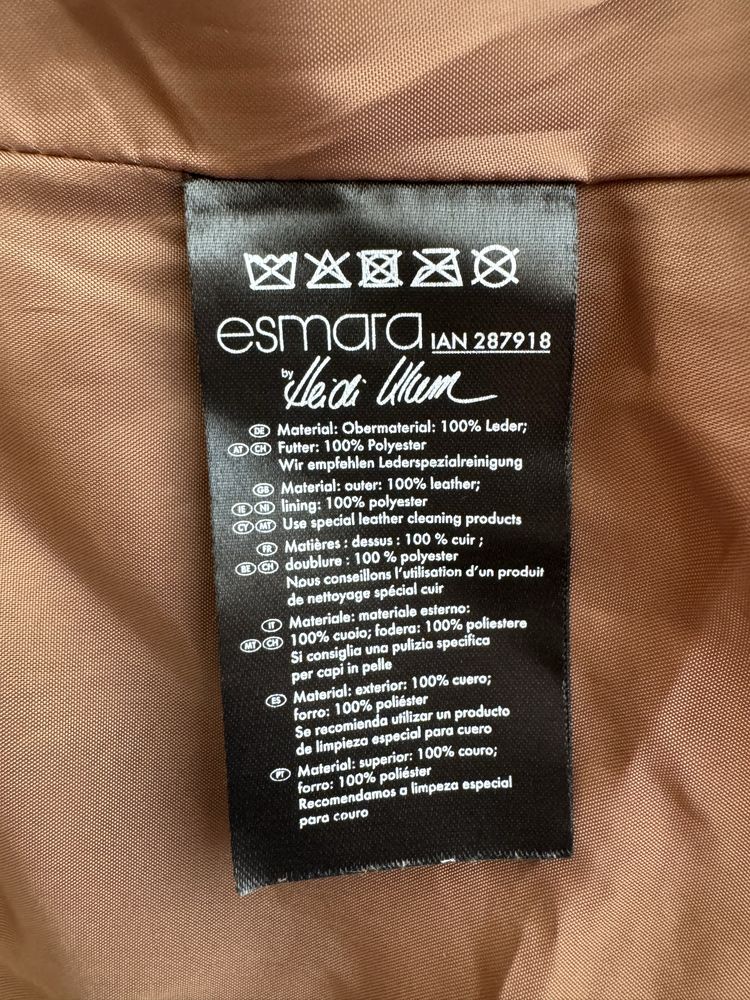 esmara IAN 287918
by Heidi Klum
DE Material: Obermaterial: 100% Leder;
AT CH Futter: 100% Polyester
Wir empfehlen Lederspezialreinigung
GB Material: outer: 100% leather;
IE NI lining: 100% polyester
CY MT Use special leather cleaning products
FR Matières : dessus : 100 % cuir ;
BE CH doublure : 100 % polyester
Nous conseillons l'utilisation d'un produit
de nettoyage spécial cuir
IT Materiale: materiale esterno:
MT CH 100% cuoio; fodera: 100% poliestere
Si consiglia una pulizia specifica
per capi in pelle
ES Material: exterior: 100% cuero;
forro: 100% poliéster
Se recomienda utilizar un producto
de limpieza especial para cuero
PT Material: superior: 100% couro;
forro: 100% poliéster
Recomendamos a limpeza especial
para couro